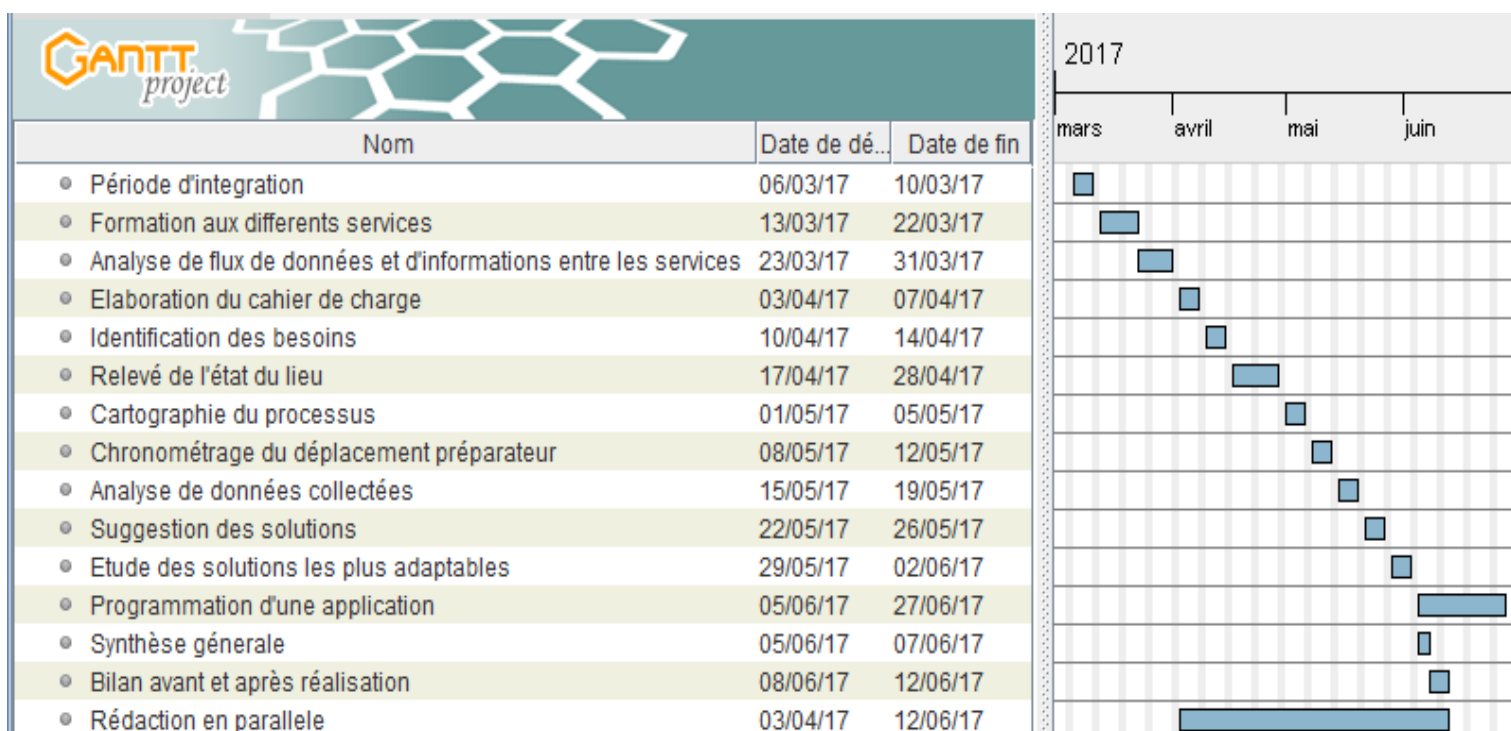 GANTT
project
2017
mars avril mai juin
Nom Date de dé... Date de fin
Période d'integration 06/03/17 10/03/17
Formation aux differents services 13/03/17 22/03/17
Analyse de flux de données et d'informations entre les services 23/03/17 31/03/17
Elaboration du cahier de charge 03/04/17 07/04/17
Identification des besoins 10/04/17 14/04/17
Relevé de l'état du lieu 17/04/17 28/04/17
Cartographie du processus 01/05/17 05/05/17
Chronométrage du déplacement préparateur 08/05/17 12/05/17
Analyse de données collectées 15/05/17 19/05/17
Suggestion des solutions 22/05/17 26/05/17
Etude des solutions les plus adaptables 29/05/17 02/06/17
Programmation d'une application 05/06/17 27/06/17
Synthèse génerale 05/06/17 07/06/17
Bilan avant et après réalisation 08/06/17 12/06/17
Rédaction en parallele 03/04/17 12/06/17